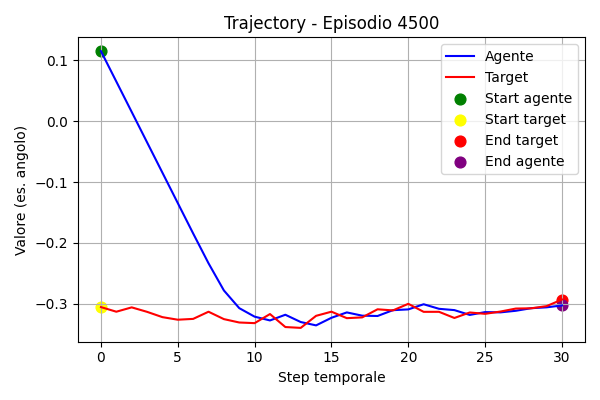 Trajectory - Episodio 4500
Valore (es. angolo)
0.1
0.0
−0.1
−0.2
−0.3
Agente
Target
Start agente
Start target
End target
End agente
0 5 10 15 20 25 30
Step temporale